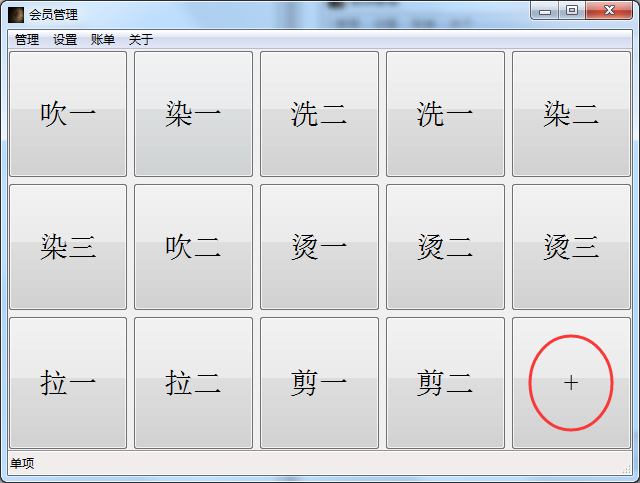 会员管理
管理 设置 账单 关于
吹一 染一 洗二 洗一 染二
染三 吹二 烫一 烫二 烫三
拉一 拉二 剪一 剪二 +
单项